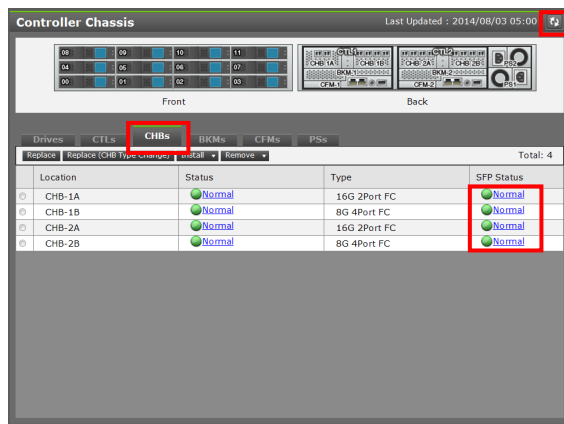 Controller Chassis
Last Updated : 2014/08/03 05:00
08 09 10 11
04 05 06 07
00 01 02 03
CTL1 CTL2
CHB-1A CHB-1B CHB-2A CHB-2B PS2
BKM-1 BKM-2
CFM-1 CFM-2 PS1
Front Back
Drives CTLs CHBs BKMs CFMs PSs
Replace Replace (CHB Type Change) Install Remove Total: 4
Location Status Type SFP Status
CHB-1A Normal 16G 2Port FC Normal
CHB-1B Normal 8G 4Port FC Normal
CHB-2A Normal 16G 2Port FC Normal
CHB-2B Normal 8G 4Port FC Normal